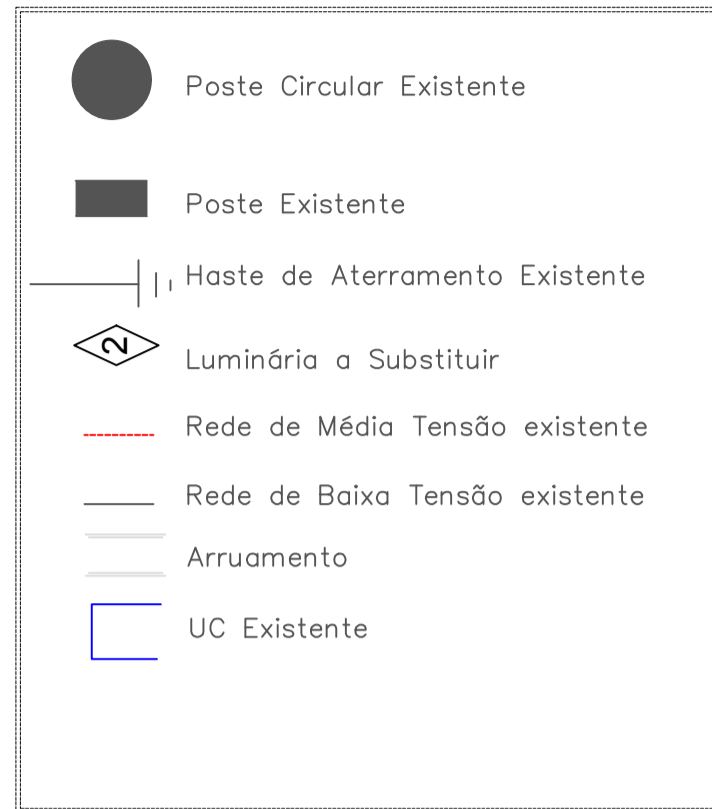 Poste Circular Existente
Poste Existente
Haste de Aterramento Existente
2
Luminária a Substituir
Rede de Média Tensão existente
Rede de Baixa Tensão existente
Arruamento
UC Existente